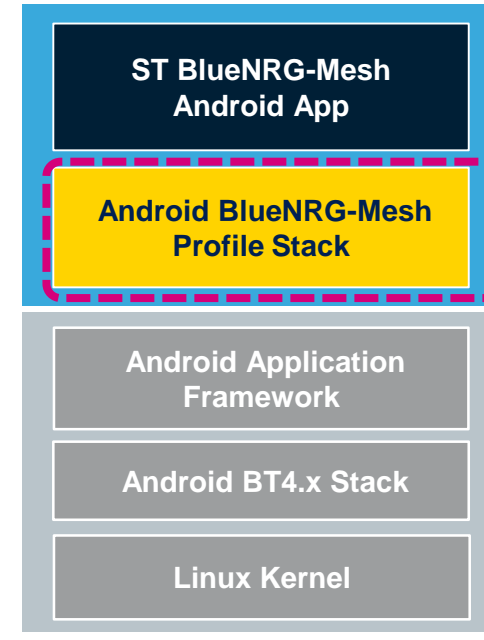 ST BlueNRG-Mesh
Android App
Android BlueNRG-Mesh
Profile Stack
Android Application
Framework
Android BT4.x Stack
Linux Kernel